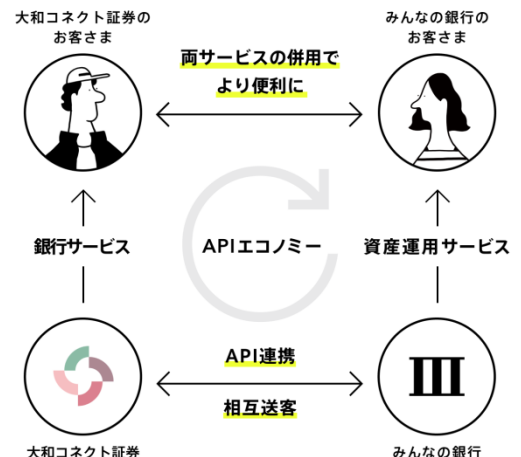 大和コネクト証券の
お客さま
みんなの銀行の
お客さま
両サービスの併用で
より便利に
銀行サービス
APIエコノミー
資産運用サービス
API連携
相互送客
大和コネクト証券
みんなの銀行